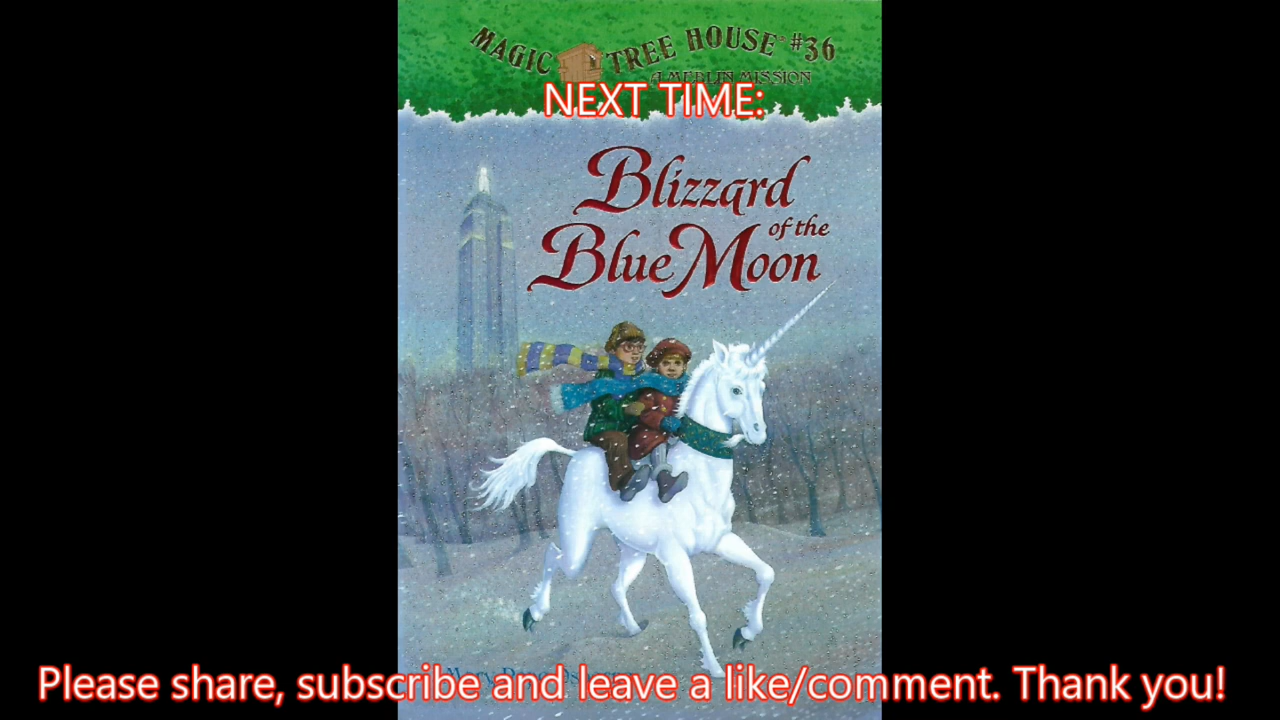 MAGIC TREE HOUSE® #36
A MERLIN MISSION
NEXT TIME:
Blizzard
of the
Blue Moon
Mary
Please share, subscribe and leave a like/comment. Thank you!